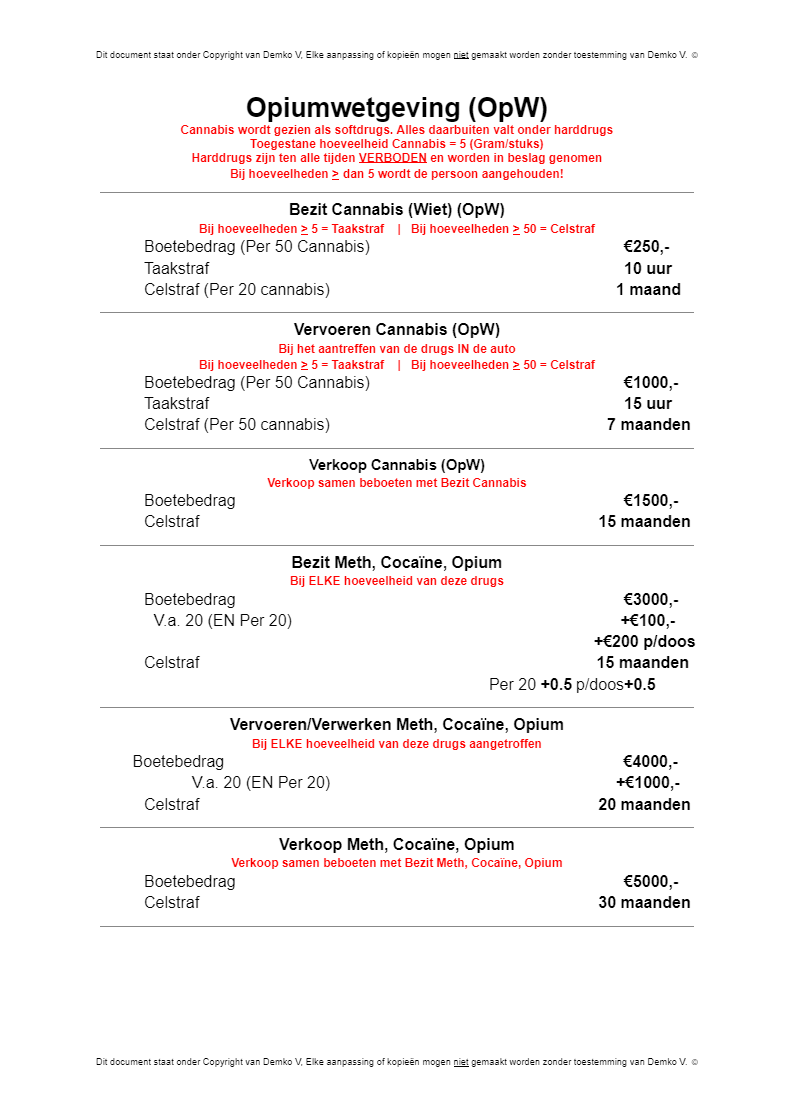 Dit document staat onder Copyright van Demko V, Elke aanpassing of kopieën mogen niet gemaakt worden zonder toestemming van Demko V. ©
Opiumwetgeving (OpW)
Cannabis wordt gezien als softdrugs. Alles daarbuiten valt onder harddrugs
Toegestane hoeveelheid Cannabis = 5 (Gram/stuks)
Harddrugs zijn ten alle tijden VERBODEN en worden in beslag genomen
Bij hoeveelheden > dan 5 wordt de persoon aangehouden!
Bezit Cannabis (Wiet) (OpW)
Bij hoeveelheden > 5 = Taakstraf | Bij hoeveelheden > 50 = Celstraf
Boetebedrag (Per 50 Cannabis) €250,-
Taakstraf 10 uur
Celstraf (Per 20 cannabis) 1 maand
Vervoeren Cannabis (OpW)
Bij het aantreffen van de drugs IN de auto
Bij hoeveelheden > 5 = Taakstraf | Bij hoeveelheden > 50 = Celstraf
Boetebedrag (Per 50 Cannabis) €1000,-
Taakstraf 15 uur
Celstraf (Per 50 cannabis) 7 maanden
Verkoop Cannabis (OpW)
Verkoop samen beboeten met Bezit Cannabis
Boetebedrag €1500,-
Celstraf 15 maanden
Bezit Meth, Cocaïne, Opium
Bij ELKE hoeveelheid van deze drugs
Boetebedrag €3000,-
V.a. 20 (EN Per 20) +€100,-
+€200 p/doos
Celstraf 15 maanden
Per 20 +0.5 p/doos+0.5
Vervoeren/Verwerken Meth, Cocaïne, Opium
Bij ELKE hoeveelheid van deze drugs aangetroffen
Boetebedrag €4000,-
V.a. 20 (EN Per 20) +€1000,-
Celstraf 20 maanden
Verkoop Meth, Cocaïne, Opium
Verkoop samen beboeten met Bezit Meth, Cocaïne, Opium
Boetebedrag €5000,-
Celstraf 30 maanden
Dit document staat onder Copyright van Demko V, Elke aanpassing of kopieën mogen niet gemaakt worden zonder toestemming van Demko V. ©